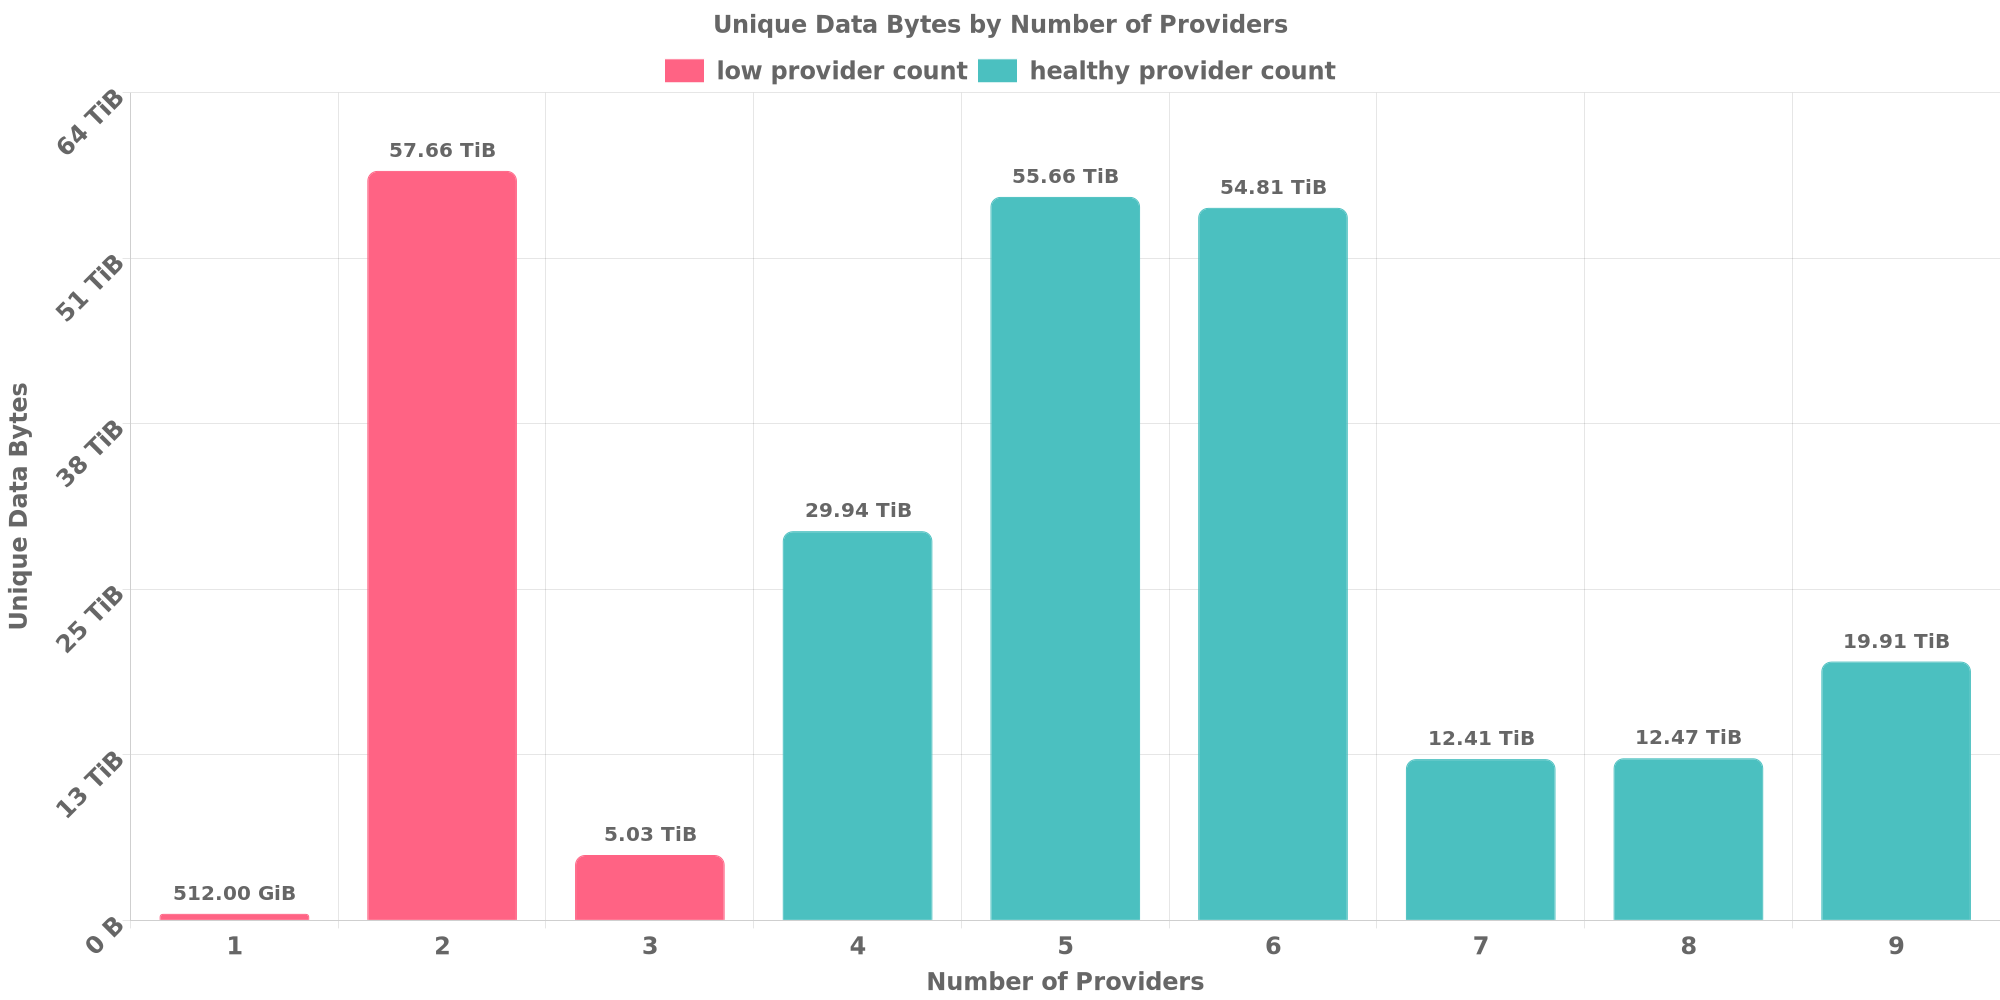 Unique Data Bytes by Number of Providers
low provider count
healthy provider count
64 TiB
51 TiB
38 TiB
25 TiB
13 TiB
0 B
Unique Data Bytes
512.00 GiB
57.66 TiB
5.03 TiB
29.94 TiB
55.66 TiB
54.81 TiB
12.41 TiB
12.47 TiB
19.91 TiB
1 2 3 4 5 6 7 8 9
Number of Providers